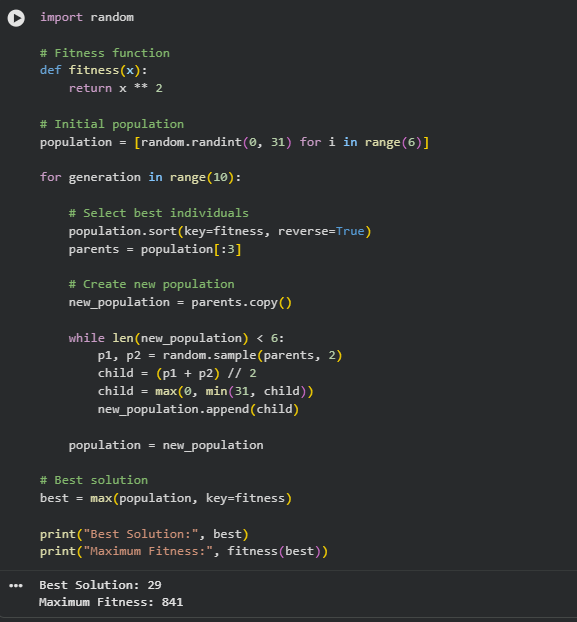 import random

# Fitness function
def fitness(x):
    return x ** 2

# Initial population
population = [random.randint(0, 31) for i in range(6)]

for generation in range(10):

    # Select best individuals
    population.sort(key=fitness, reverse=True)
    parents = population[:3]

    # Create new population
    new_population = parents.copy()

    while len(new_population) < 6:
        p1, p2 = random.sample(parents, 2)
        child = (p1 + p2) // 2
        child = max(0, min(31, child))
        new_population.append(child)

    population = new_population

# Best solution
best = max(population, key=fitness)

print("Best Solution:", best)
print("Maximum Fitness:", fitness(best))

Best Solution: 29
Maximum Fitness: 841